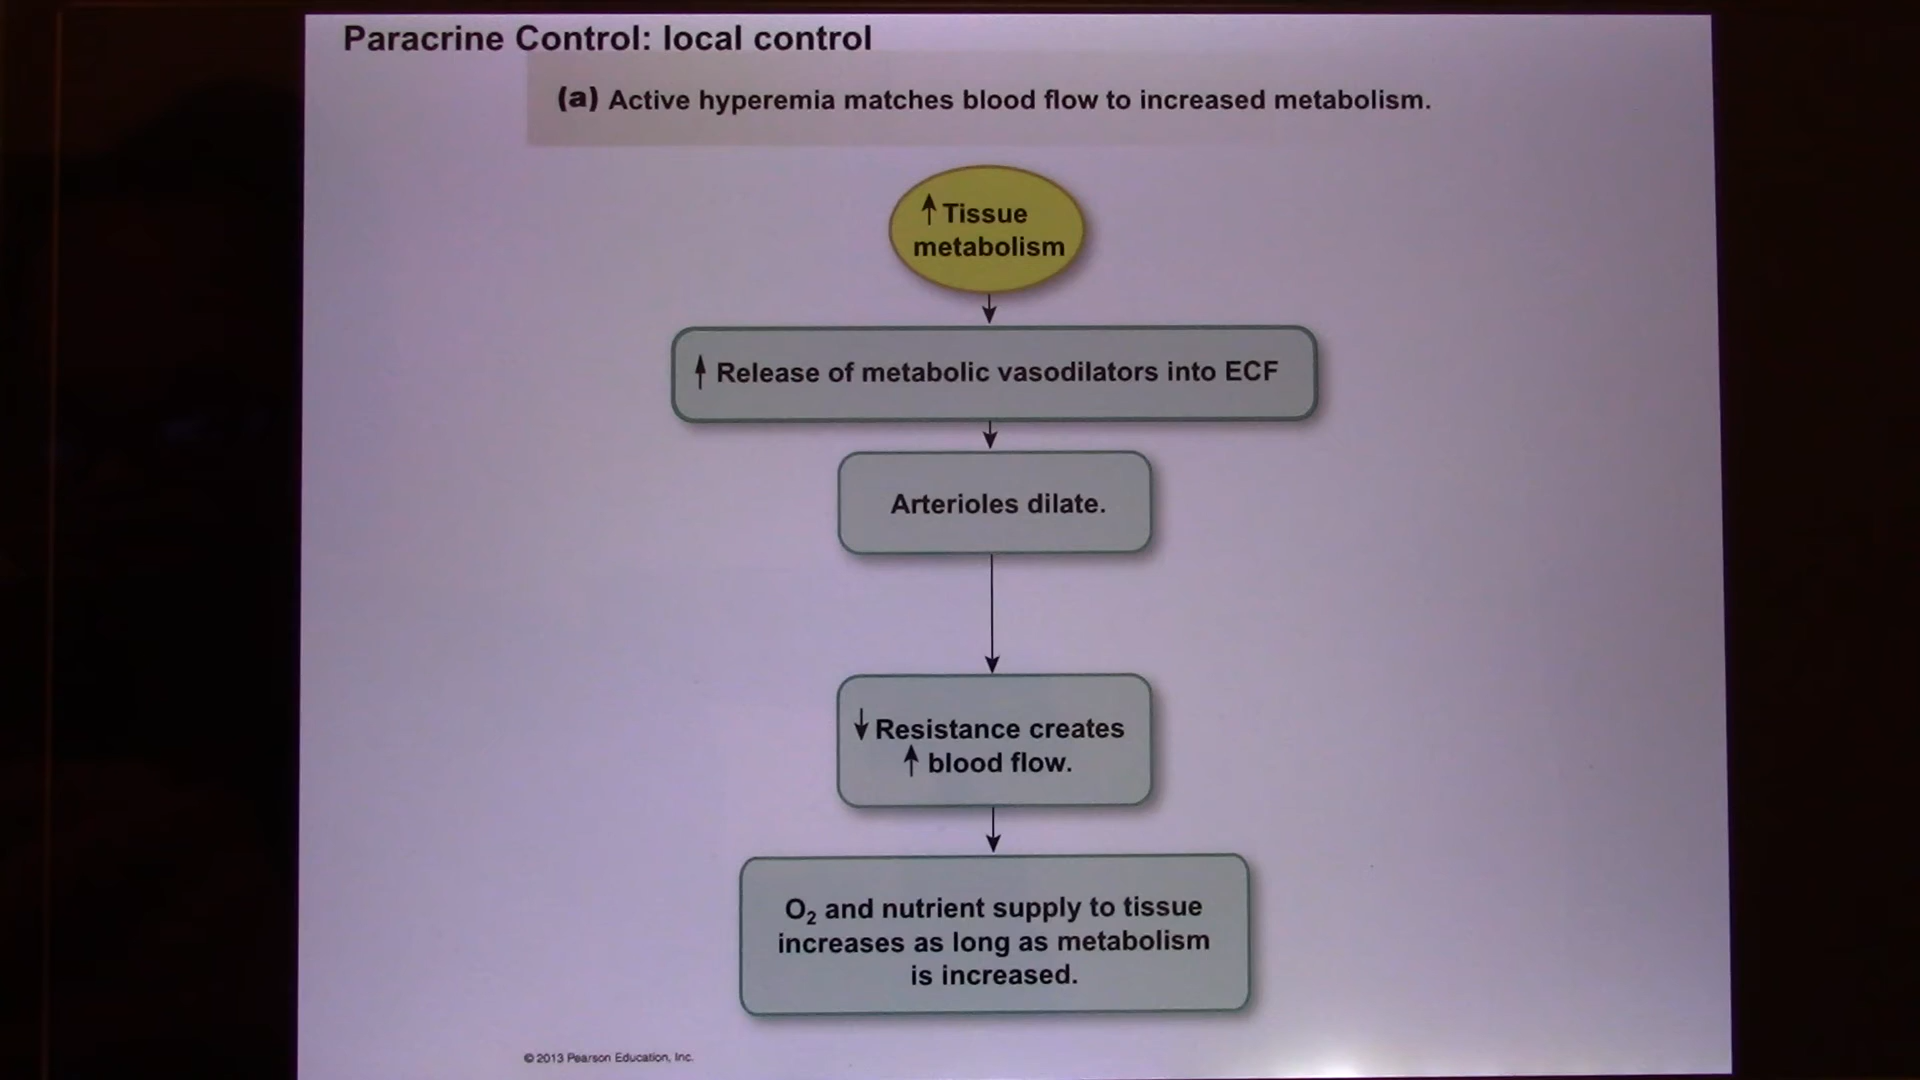 Paracrine Control: local control
(a) Active hyperemia matches blood flow to increased metabolism.
↑ Tissue
metabolism
↑ Release of metabolic vasodilators into ECF
Arterioles dilate.
↓ Resistance creates
↑ blood flow.
O₂ and nutrient supply to tissue
increases as long as metabolism
is increased.
© 2013 Pearson Education, Inc.